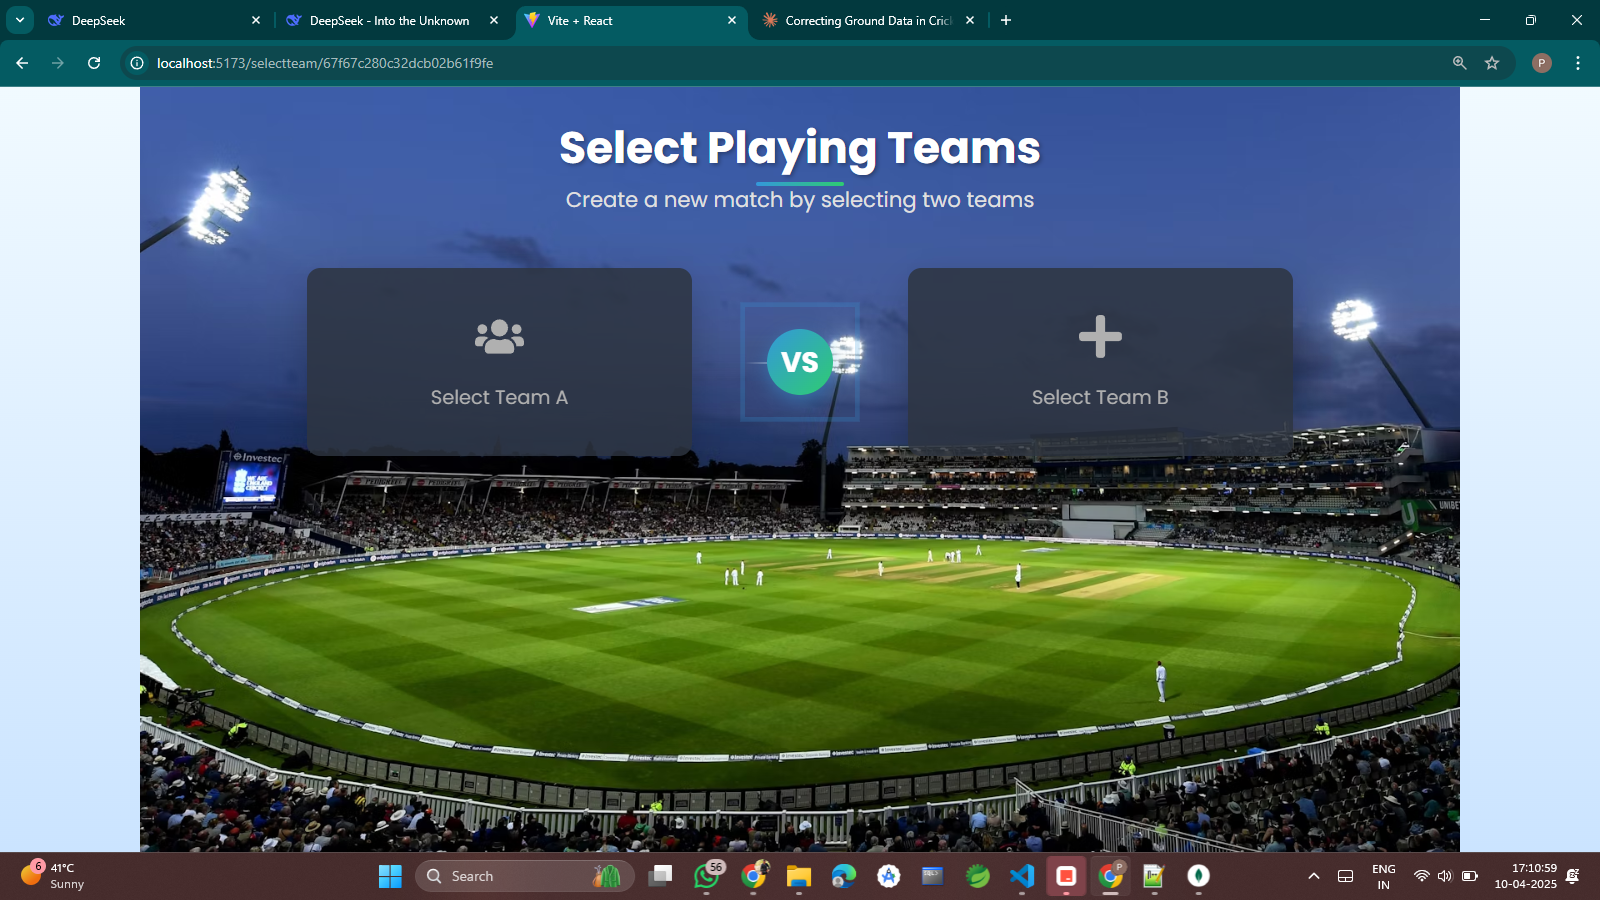 DeepSeek
DeepSeek - Into the Unknown
Vite + React
Correcting Ground Data in Cric
localhost:5173/selectteam/67f67c280c32dcb02b61f9fe
P
Select Playing Teams
Create a new match by selecting two teams
Select Team A
VS
Select Team B
Investec
UNIBE
6
41°C
Sunny
Search
56
P
ENG
IN
17:10:59
10-04-2025